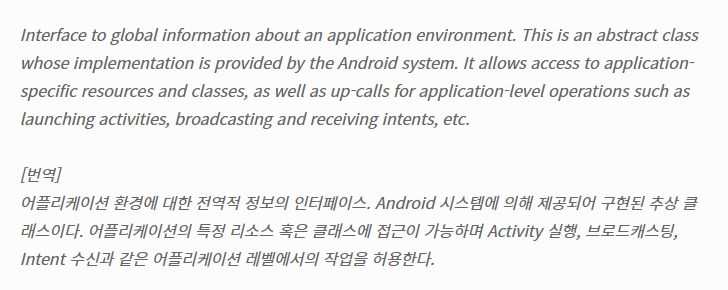 Interface to global information about an application environment. This is an abstract class
whose implementation is provided by the Android system. It allows access to application-
specific resources and classes, as well as up-calls for application-level operations such as
launching activities, broadcasting and receiving intents, etc.
[번역]
어플리케이션 환경에 대한 전역적 정보의 인터페이스. Android 시스템에 의해 제공되어 구현된 추상 클
래스이다. 어플리케이션의 특정 리소스 혹은 클래스에 접근이 가능하며 Activity 실행, 브로드캐스팅,
Intent 수신과 같은 어플리케이션 레벨에서의 작업을 허용한다.